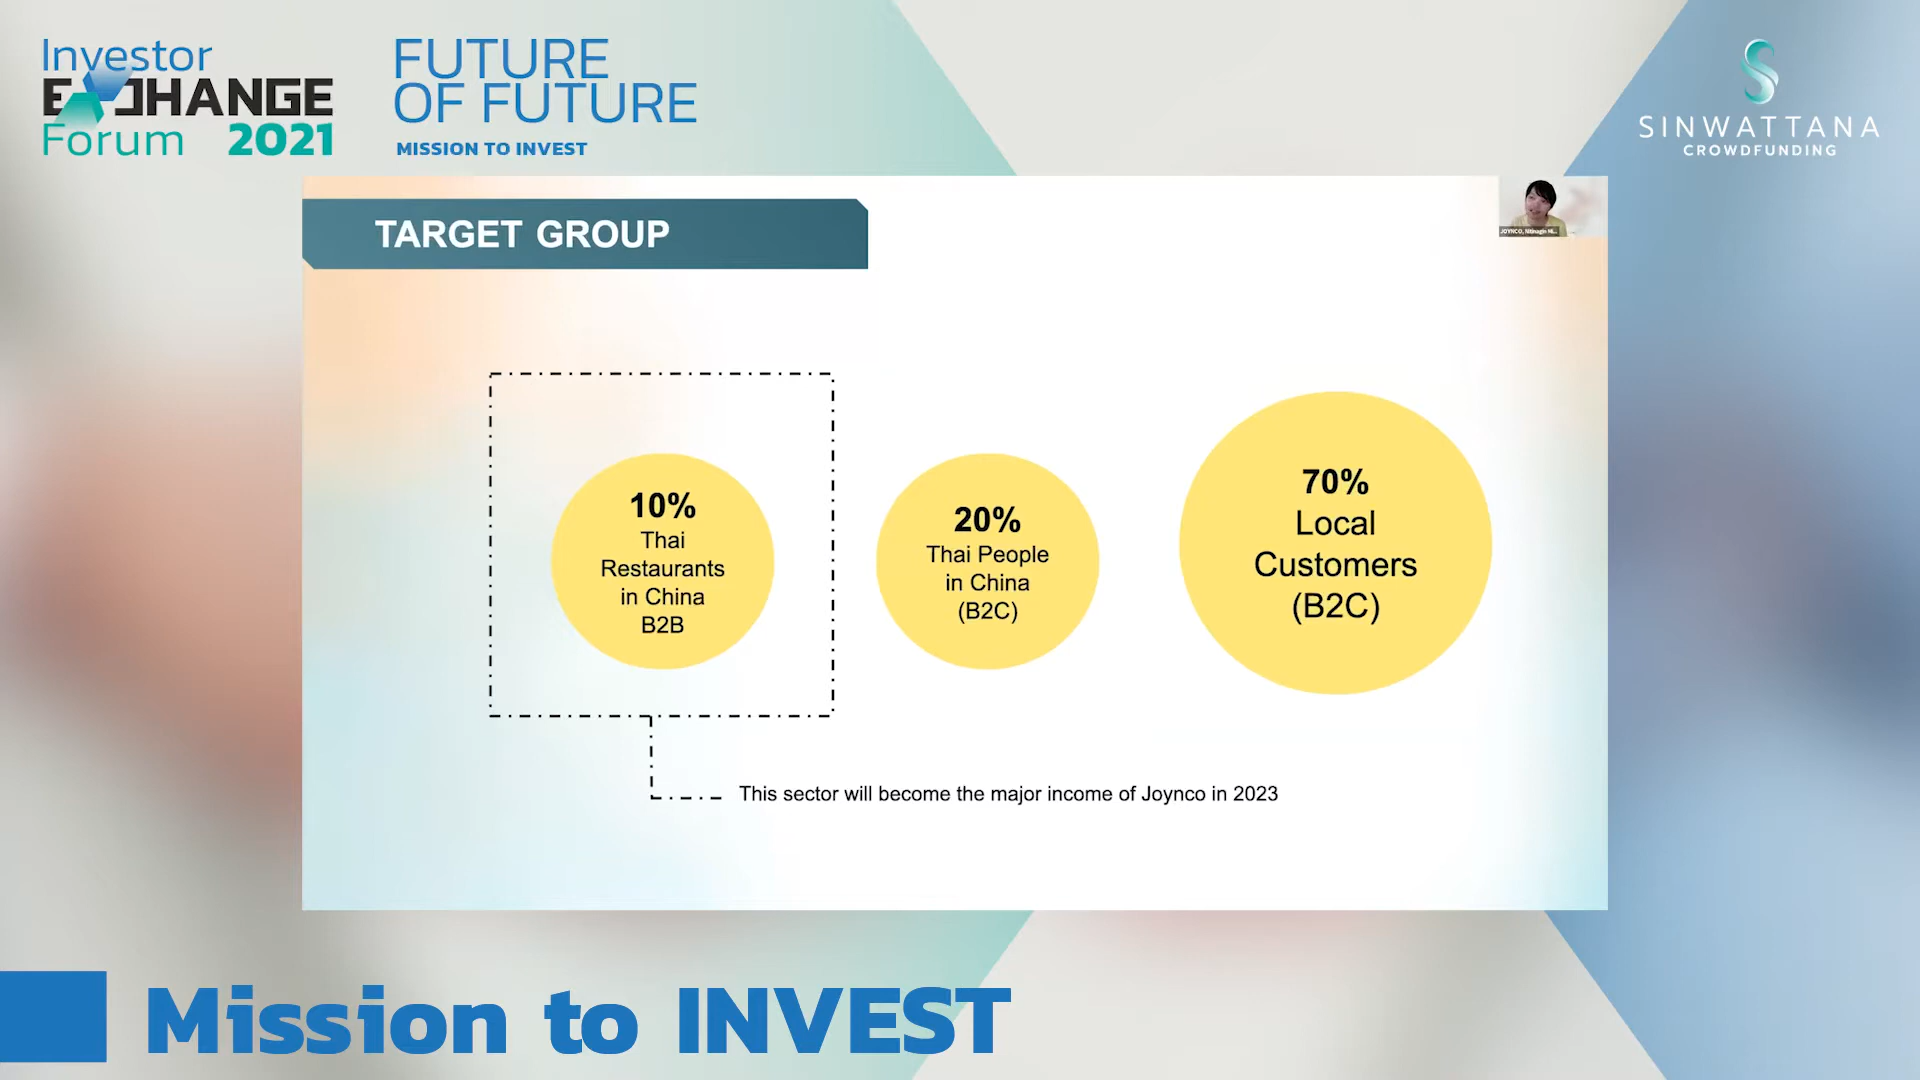 Investor
EXCHANGE
Forum 2021
FUTURE
OF FUTURE
MISSION TO INVEST
SINWATTANA
CROWDFUNDING
TARGET GROUP
10%
Thai
Restaurants
in China
B2B
20%
Thai People
in China
(B2C)
70%
Local
Customers
(B2C)
This sector will become the major income of Joynco in 2023
Mission to INVEST